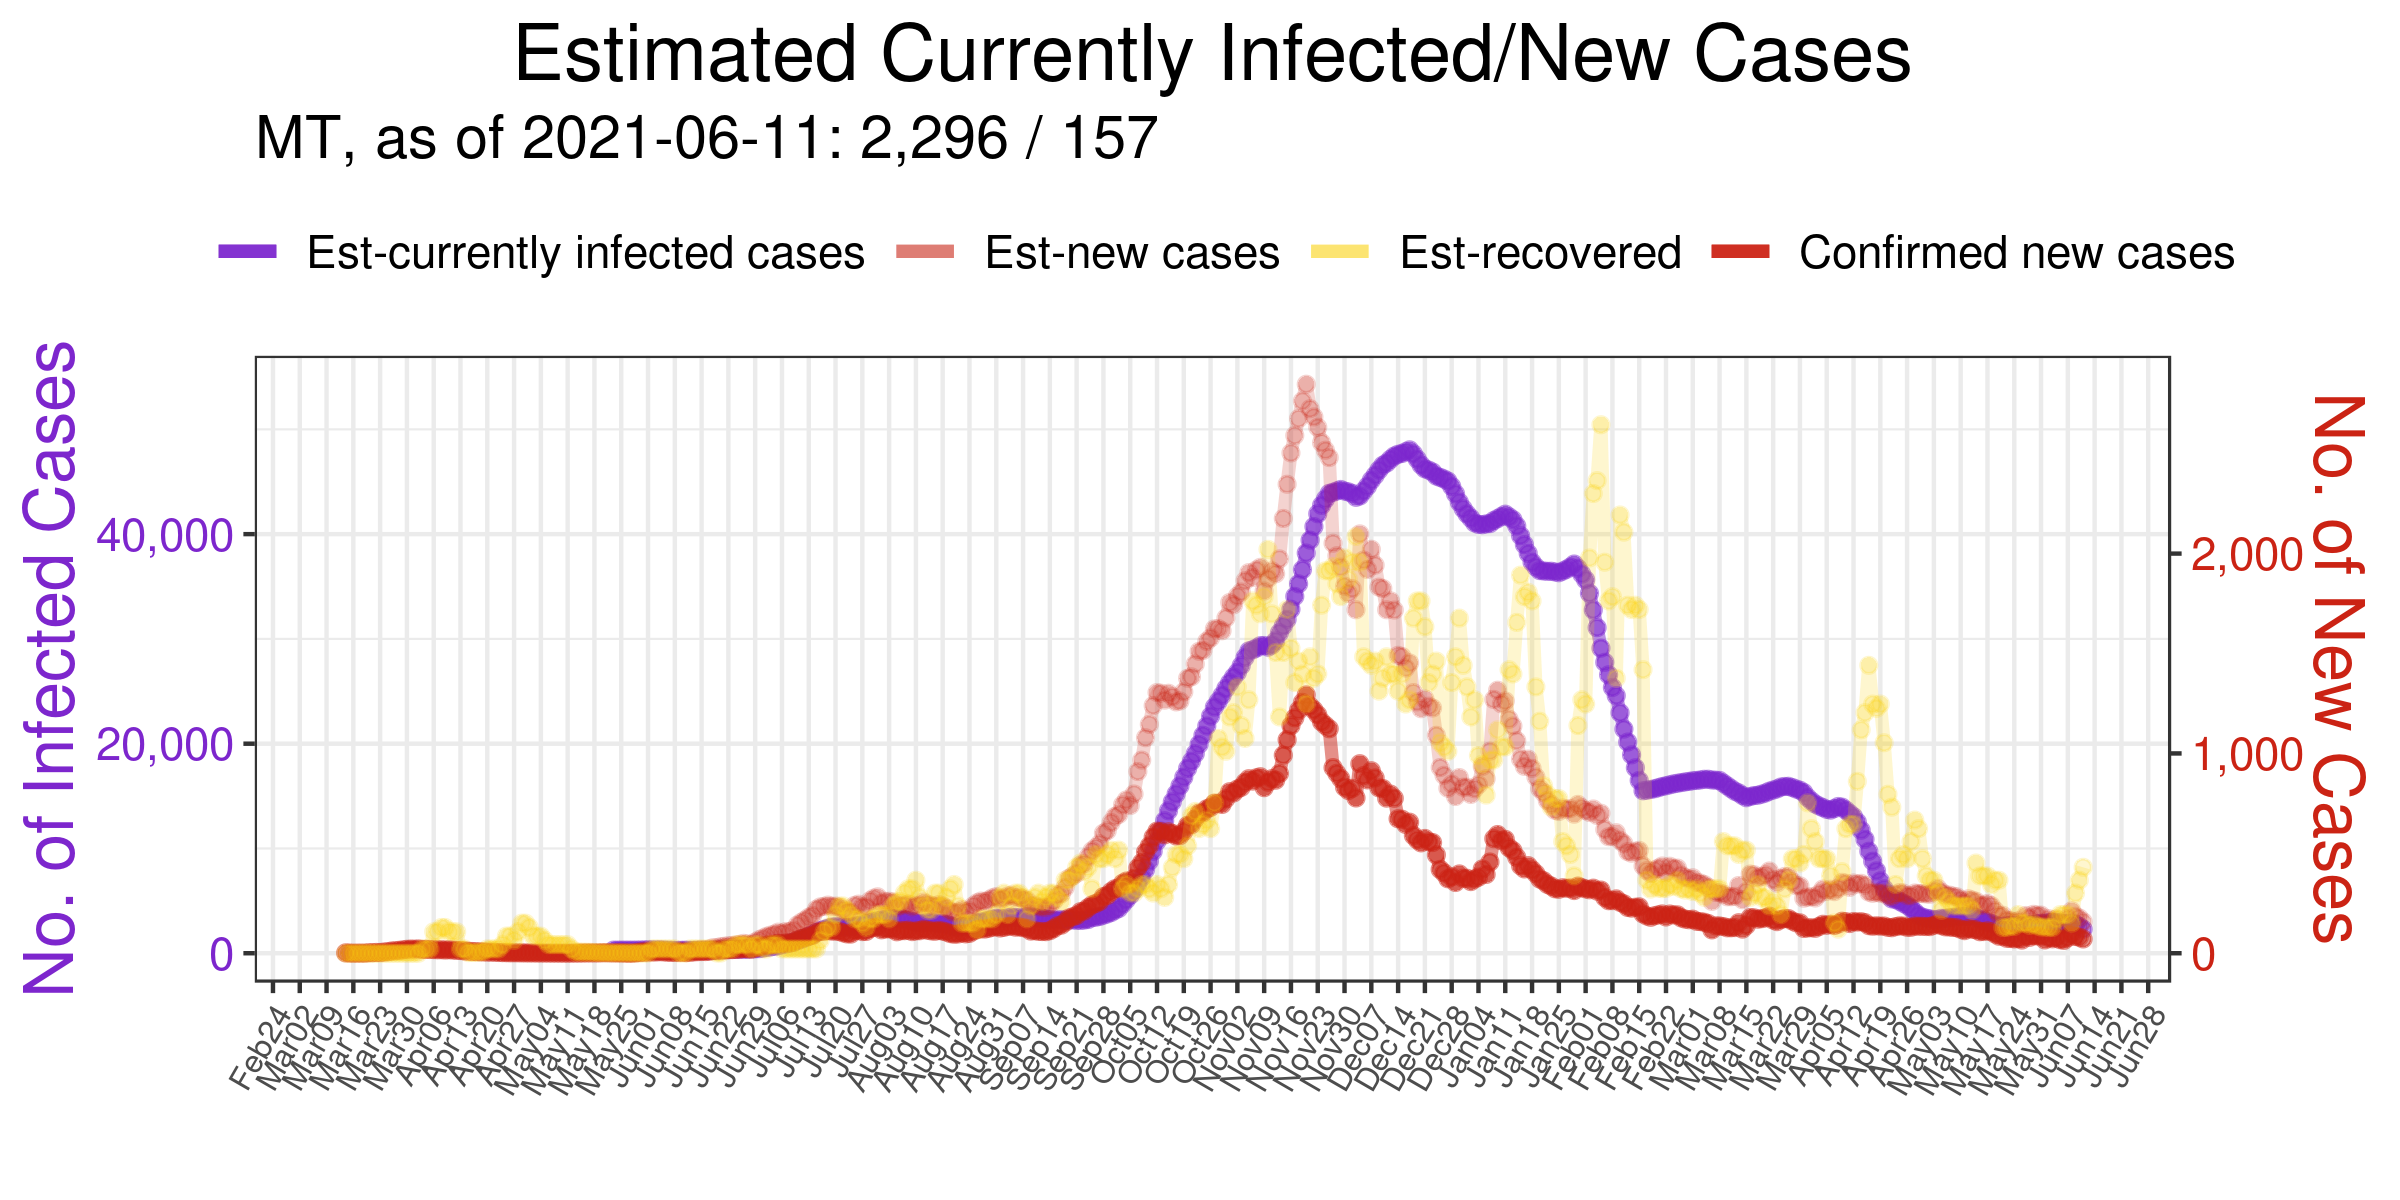 Estimated Currently Infected/New Cases
MT, as of 2021-06-11: 2,296 / 157
Est-currently infected cases
Est-new cases
Est-recovered
Confirmed new cases
No. of Infected Cases
40,000
20,000
0
No. of New Cases
2,000
1,000
0
Feb24
Mar02
Mar09
Mar16
Mar23
Mar30
Apr06
Apr13
Apr20
Apr27
May04
May11
May18
May25
Jun01
Jun08
Jun15
Jun22
Jun29
Jul06
Jul13
Jul20
Jul27
Aug03
Aug10
Aug17
Aug24
Aug31
Sep07
Sep14
Sep21
Sep28
Oct05
Oct12
Oct19
Oct26
Nov02
Nov09
Nov16
Nov23
Nov30
Dec07
Dec14
Dec21
Dec28
Jan04
Jan11
Jan18
Jan25
Feb01
Feb08
Feb15
Feb22
Mar01
Mar08
Mar15
Mar22
Mar29
Apr05
Apr12
Apr19
Apr26
May03
May10
May17
May24
May31
Jun07
Jun14
Jun21
Jun28